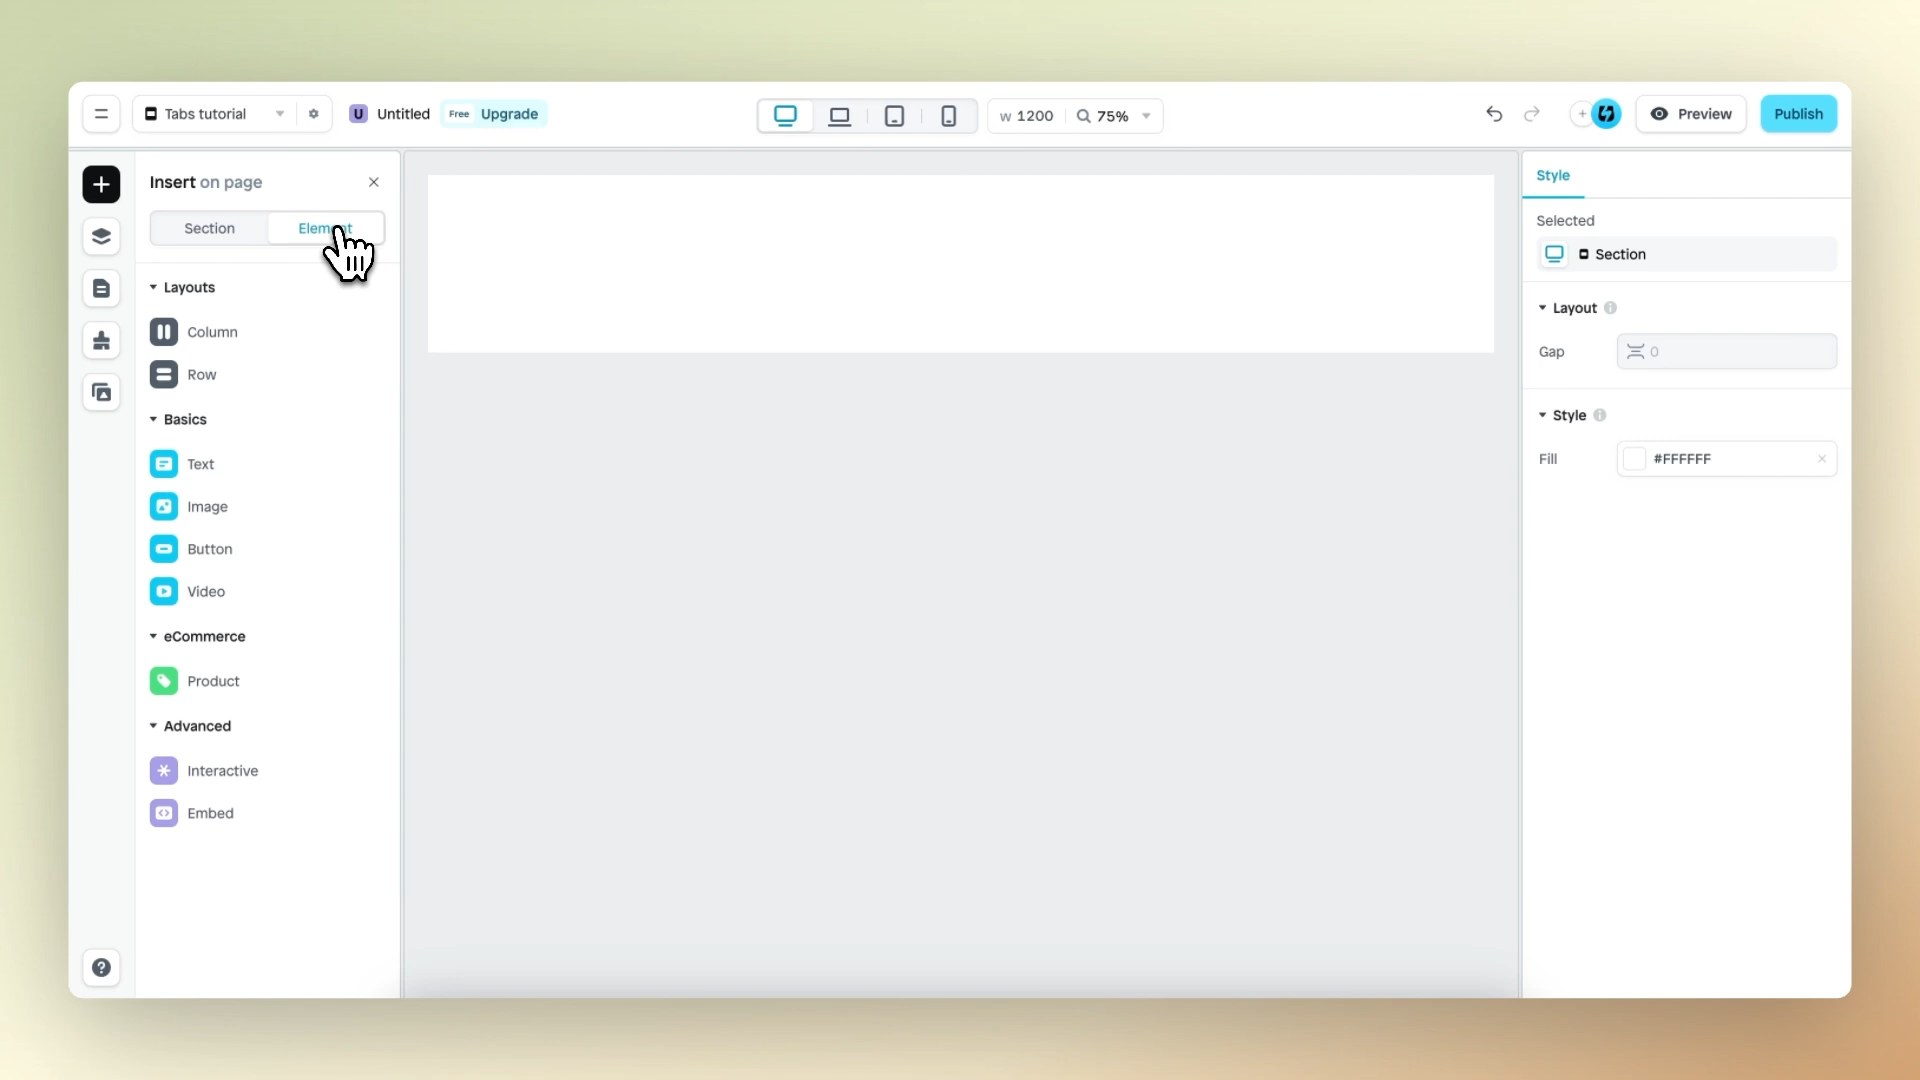 Tabs tutorial
U Untitled
Free Upgrade
W 1200
75%
Preview
Publish
Insert on page
Section
Element
Layouts
Column
Row
Basics
Text
Image
Button
Video
eCommerce
Product
Advanced
Interactive
Embed
Style
Selected
Section
Layout
Gap
0
Style
Fill
#FFFFFF